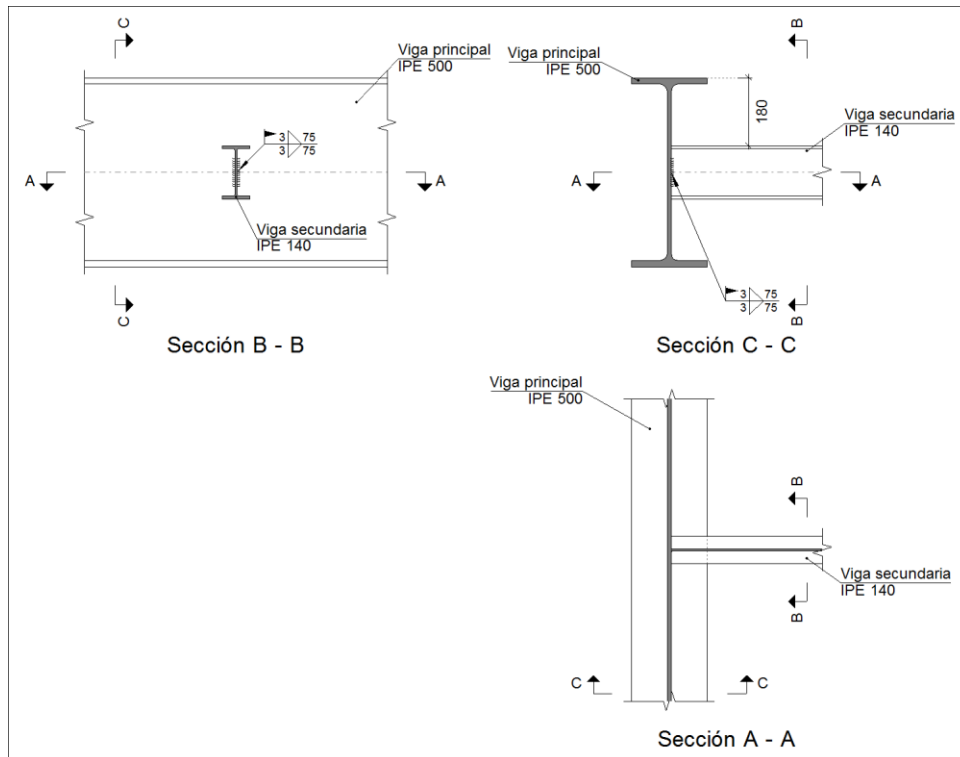 C
Viga principal
IPE 500
3 75
3 75
A
A
Viga secundaria
IPE 140
C
Sección B - B
B
Viga principal
IPE 500
180
Viga secundaria
IPE 140
A
A
3 75
3 75
B
Sección C - C
Viga principal
IPE 500
B
Viga secundaria
IPE 140
B
C
C
Sección A - A